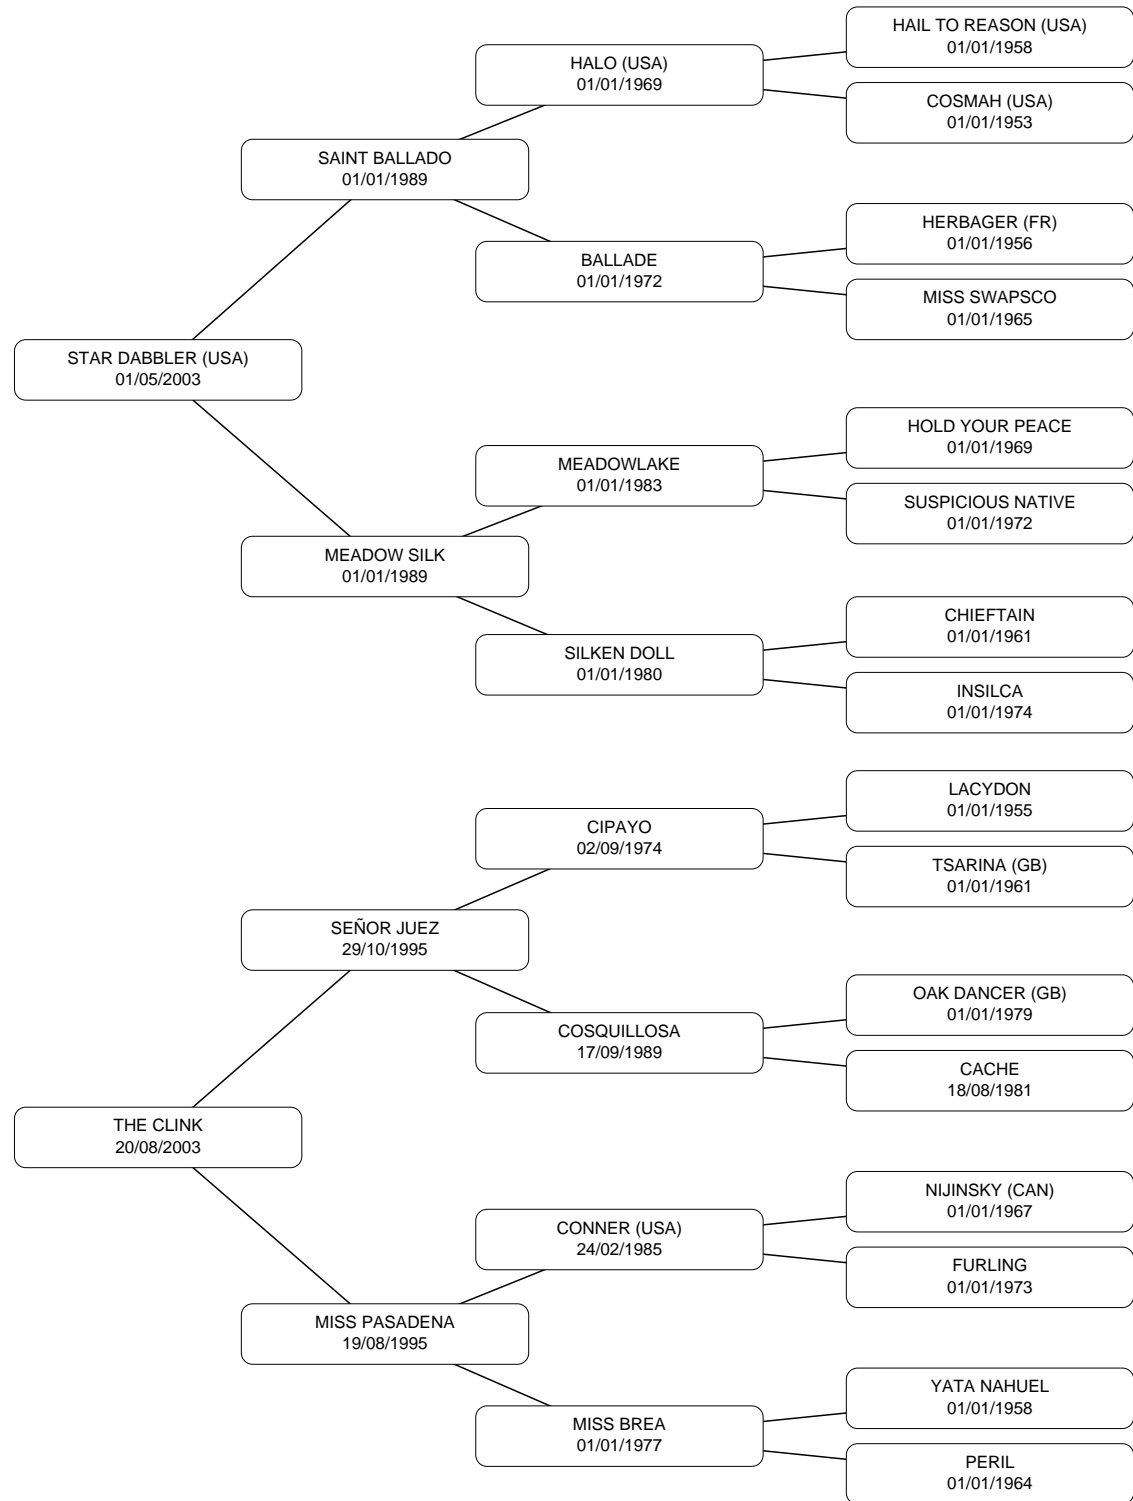 HAIL TO REASON (USA)
01/01/1958
HALO (USA)
01/01/1969
COSMAH (USA)
01/01/1953
SAINT BALLADO
01/01/1989
HERBAGER (FR)
01/01/1956
BALLADE
01/01/1972
MISS SWAPSCO
01/01/1965
STAR DABBLER (USA)
01/05/2003
HOLD YOUR PEACE
01/01/1969
MEADOWLAKE
01/01/1983
SUSPICIOUS NATIVE
01/01/1972
MEADOW SILK
01/01/1989
CHIEFTAIN
01/01/1961
SILKEN DOLL
01/01/1980
INSILCA
01/01/1974
LACYDON
01/01/1955
CIPAYO
02/09/1974
TSARINA (GB)
01/01/1961
SEÑOR JUEZ
29/10/1995
OAK DANCER (GB)
01/01/1979
COSQUILLOSA
17/09/1989
CACHE
18/08/1981
THE CLINK
20/08/2003
NIJINSKY (CAN)
01/01/1967
CONNER (USA)
24/02/1985
FURLING
01/01/1973
MISS PASADENA
19/08/1995
YATA NAHUEL
01/01/1958
MISS BREA
01/01/1977
PERIL
01/01/1964